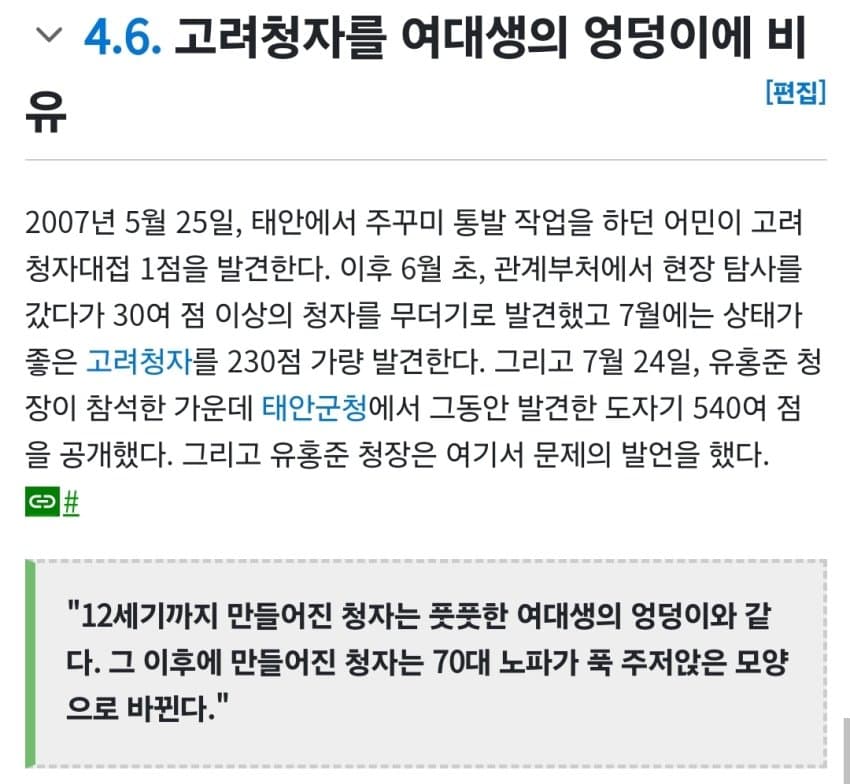 4.6. 고려청자를 여대생의 엉덩이에 비
유
[편집]
2007년 5월 25일, 태안에서 주꾸미 통발 작업을 하던 어민이 고려
청자대접 1점을 발견한다. 이후 6월 초, 관계부처에서 현장 탐사를
갔다가 30여 점 이상의 청자를 무더기로 발견했고 7월에는 상태가
좋은 고려청자를 230점 가량 발견한다. 그리고 7월 24일, 유홍준 청
장이 참석한 가운데 태안군청에서 그동안 발견한 도자기 540여 점
을 공개했다. 그리고 유홍준 청장은 여기서 문제의 발언을 했다.
#
"12세기까지 만들어진 청자는 풋풋한 여대생의 엉덩이와 같
다. 그 이후에 만들어진 청자는 70대 노파가 푹 주저앉은 모양
으로 바뀐다."